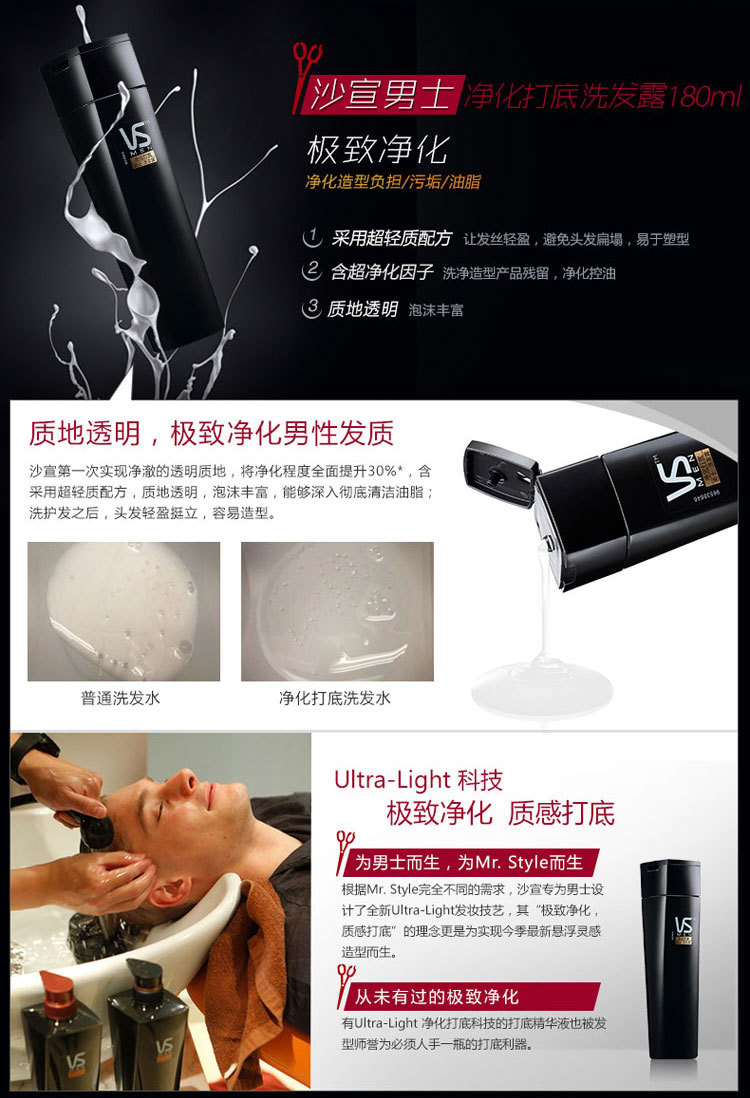 沙宣男士 净化打底洗发露180ml
极致净化
净化造型负担/污垢/油脂
1 采用超轻质配方 让发丝轻盈，避免头发扁塌，易于塑型
2 含超净化因子 洗净造型产品残留，净化控油
3 质地透明 泡沫丰富
VS
MEN
质地透明，极致净化男性发质
沙宣第一次实现净澈的透明质地，将净化程度全面提升30%*，含
采用超轻质配方，质地透明，泡沫丰富，能够深入彻底清洁油脂；
洗护发之后，头发轻盈挺立，容易造型。
VS
MEN
普通洗发水
净化打底洗发水
Ultra-Light 科技
极致净化 质感打底
为男士而生，为Mr. Style而生
根据Mr. Style完全不同的需求，沙宣专为男士设
计了全新Ultra-Light发妆技艺，其“极致净化，
质感打底”的理念更是为实现今季最新悬浮灵感
造型而生。
从未有过的极致净化
有Ultra-Light 净化打底科技的打底精华液也被发
型师誉为必须人手一瓶的打底利器。
VS
VS
VS